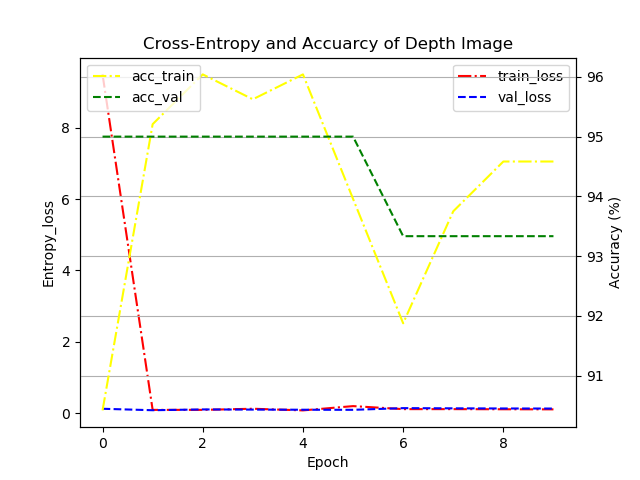 Cross-Entropy and Accuarcy of Depth Image
acc_train
acc_val
train_loss
val_loss
Entropy_loss
8
6
4
2
0
96
95
94
93
92
91
Accuracy (%)
0 2 4 6 8
Epoch